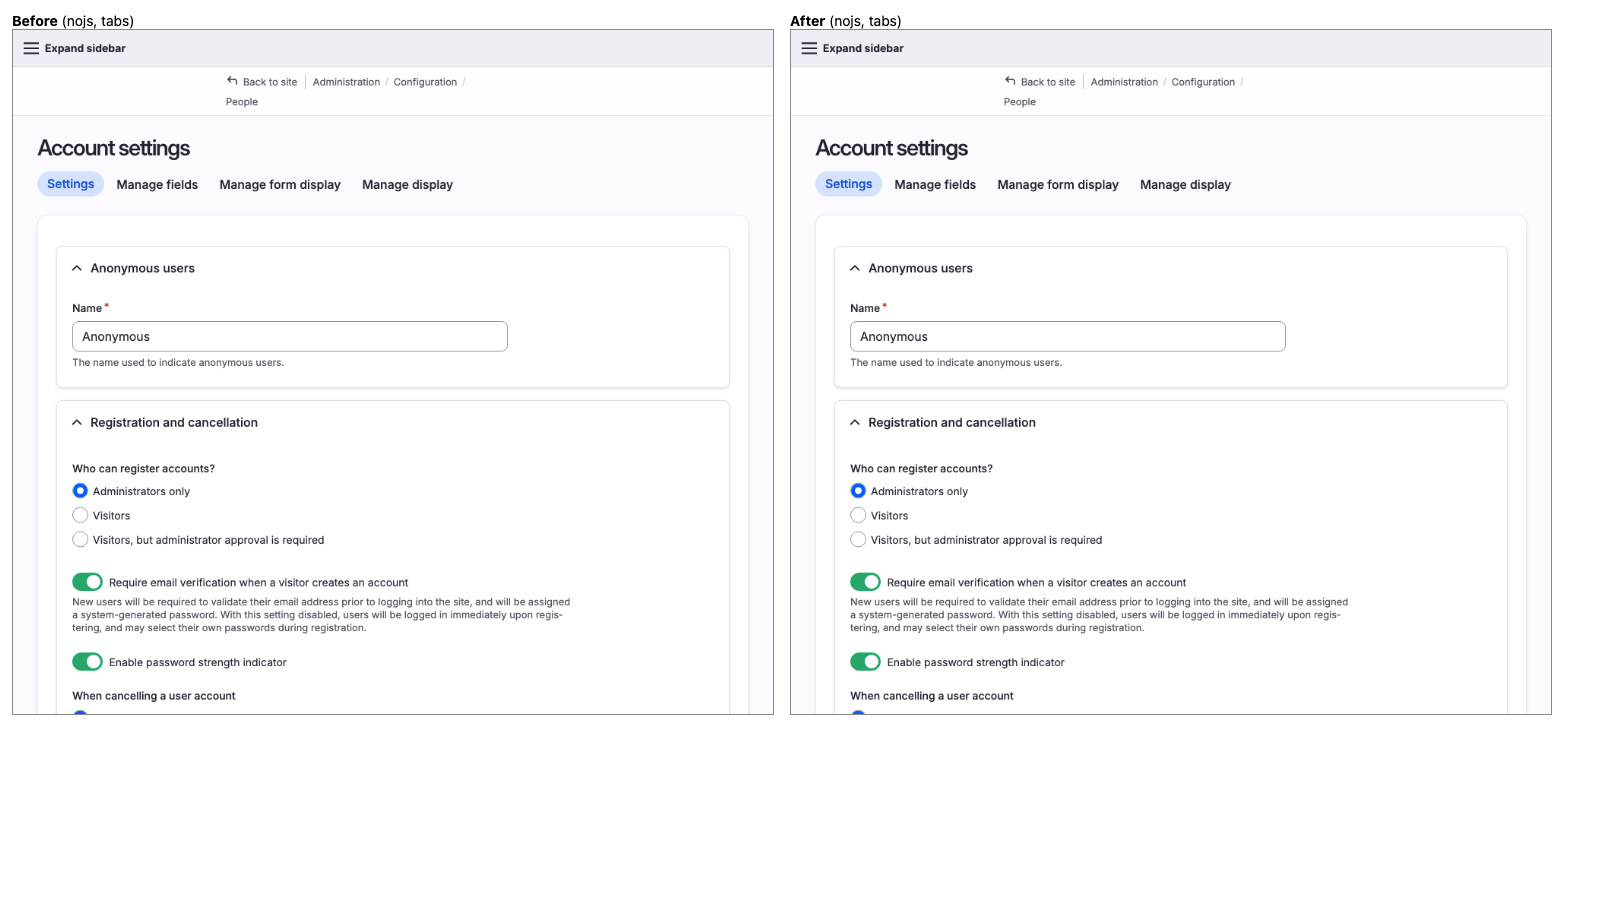 Before (nojs, tabs)
Expand sidebar
Back to site Administration / Configuration /
People
Account settings
Settings Manage fields Manage form display Manage display
Anonymous users
Name *
Anonymous
The name used to indicate anonymous users.
Registration and cancellation
Who can register accounts?
Administrators only
Visitors
Visitors, but administrator approval is required
Require email verification when a visitor creates an account
New users will be required to validate their email address prior to logging into the site, and will be assigned
a system-generated password. With this setting disabled, users will be logged in immediately upon regis-
tering, and may select their own passwords during registration.
Enable password strength indicator
When cancelling a user account
After (nojs, tabs)
Expand sidebar
Back to site Administration / Configuration /
People
Account settings
Settings Manage fields Manage form display Manage display
Anonymous users
Name *
Anonymous
The name used to indicate anonymous users.
Registration and cancellation
Who can register accounts?
Administrators only
Visitors
Visitors, but administrator approval is required
Require email verification when a visitor creates an account
New users will be required to validate their email address prior to logging into the site, and will be assigned
a system-generated password. With this setting disabled, users will be logged in immediately upon regis-
tering, and may select their own passwords during registration.
Enable password strength indicator
When cancelling a user account